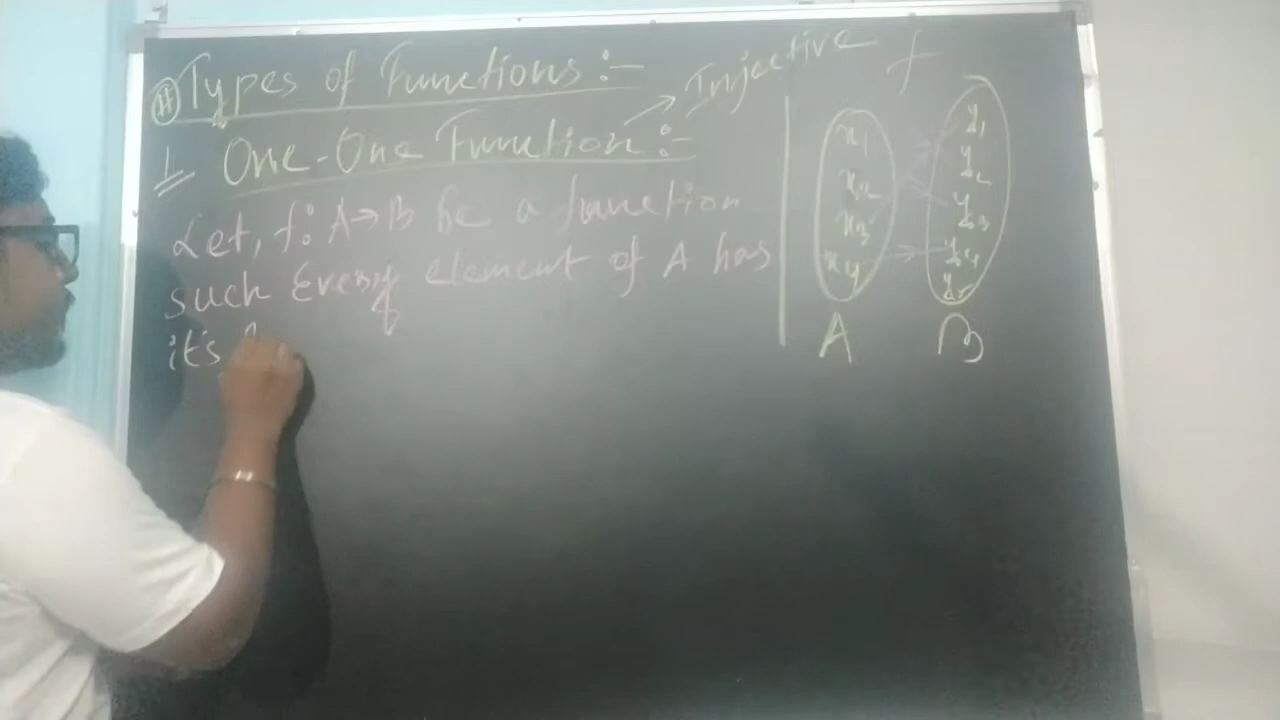 # Types of Functions :-
1 One-One Function :- → Injective
Let, f: A→B be a function
such Every element of A has
it's
f
x1
x2
x3
x4
A
y1
y2
y3
y4
y5
B